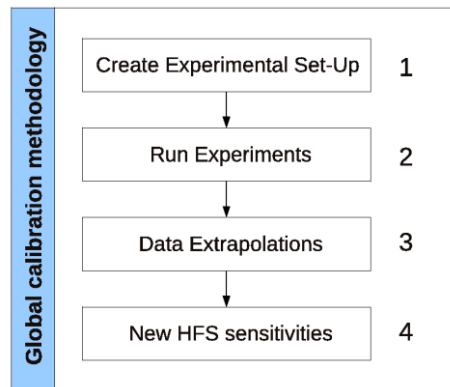 Global calibration methodology
Create Experimental Set-Up 1
Run Experiments 2
Data Extrapolations 3
New HFS sensitivities 4